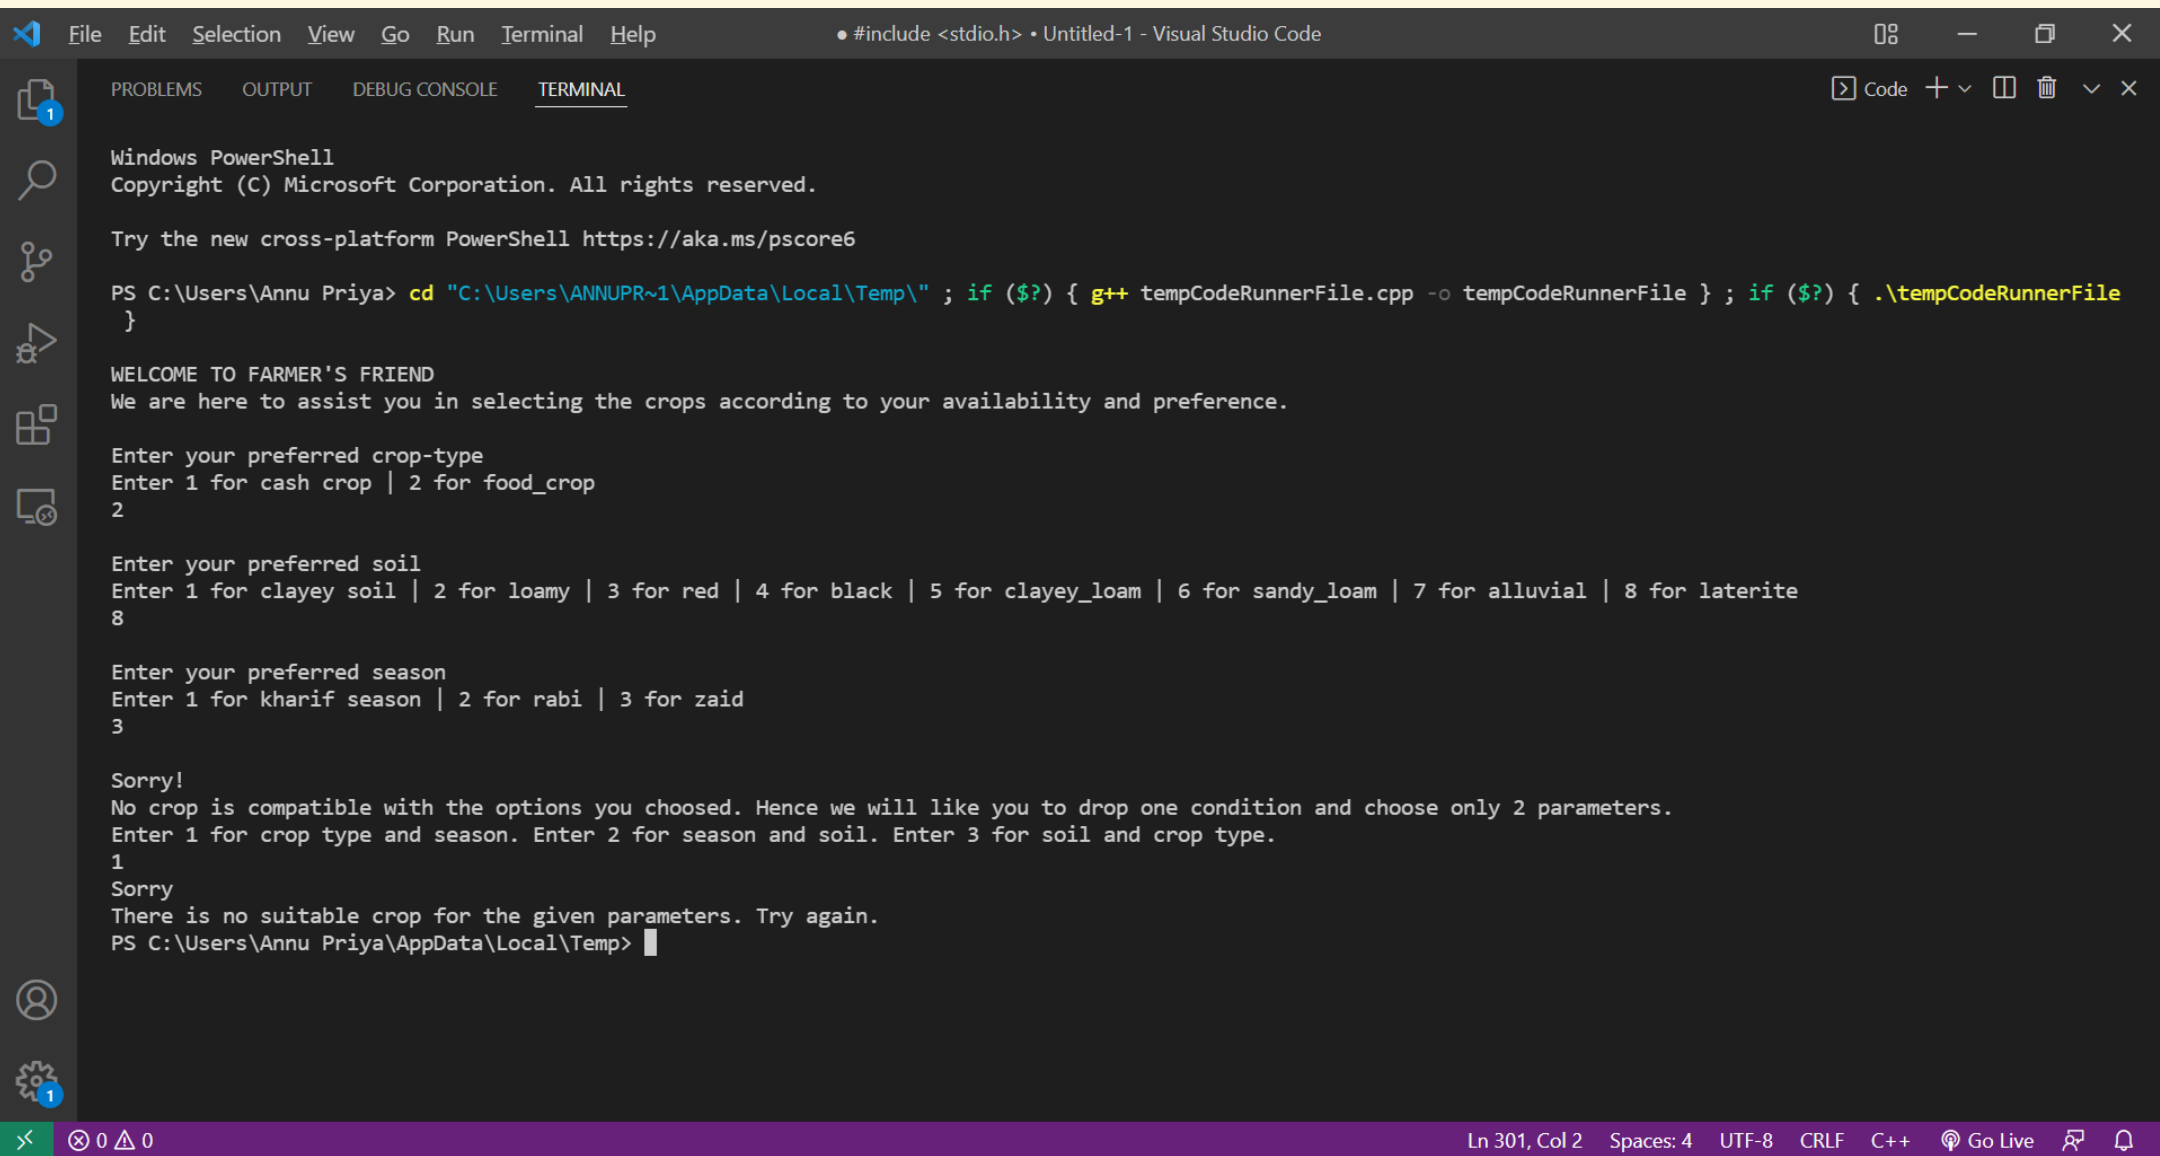 File Edit Selection View Go Run Terminal Help
● #include <stdio.h> • Untitled-1 - Visual Studio Code
PROBLEMS OUTPUT DEBUG CONSOLE TERMINAL
Code
1
Windows PowerShell
Copyright (C) Microsoft Corporation. All rights reserved.
Try the new cross-platform PowerShell https://aka.ms/pscore6
PS C:\Users\Annu Priya> cd "C:\Users\ANNUPR~1\AppData\Local\Temp\" ; if ($?) { g++ tempCodeRunnerFile.cpp -o tempCodeRunnerFile } ; if ($?) { .\tempCodeRunnerFile
}
WELCOME TO FARMER'S FRIEND
We are here to assist you in selecting the crops according to your availability and preference.
Enter your preferred crop-type
Enter 1 for cash crop | 2 for food_crop
2
Enter your preferred soil
Enter 1 for clayey soil | 2 for loamy | 3 for red | 4 for black | 5 for clayey_loam | 6 for sandy_loam | 7 for alluvial | 8 for laterite
8
Enter your preferred season
Enter 1 for kharif season | 2 for rabi | 3 for zaid
3
Sorry!
No crop is compatible with the options you choosed. Hence we will like you to drop one condition and choose only 2 parameters.
Enter 1 for crop type and season. Enter 2 for season and soil. Enter 3 for soil and crop type.
1
Sorry
There is no suitable crop for the given parameters. Try again.
PS C:\Users\Annu Priya\AppData\Local\Temp>
1
0 0
Ln 301, Col 2 Spaces: 4 UTF-8 CRLF C++ Go Live